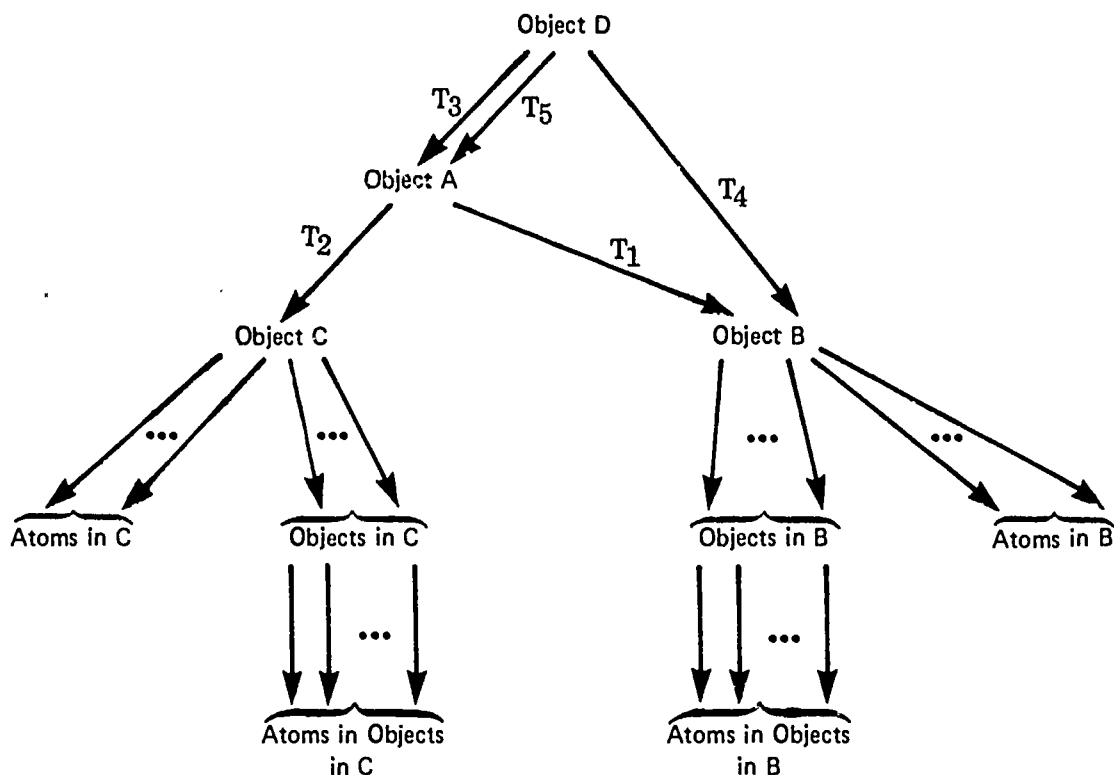 Object D
T3
T5
Object A
T4
T2
T1
Object C
Object B
...
...
...
...
Atoms in C
Objects in C
Objects in B
Atoms in B
...
...
Atoms in Objects
in C
Atoms in Objects
in B